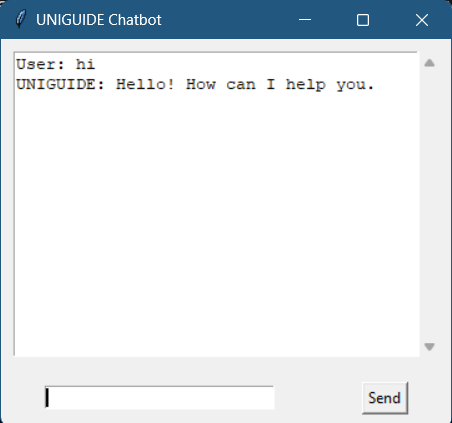 UNIGUIDE Chatbot
User: hi
UNIGUIDE: Hello! How can I help you.
Send